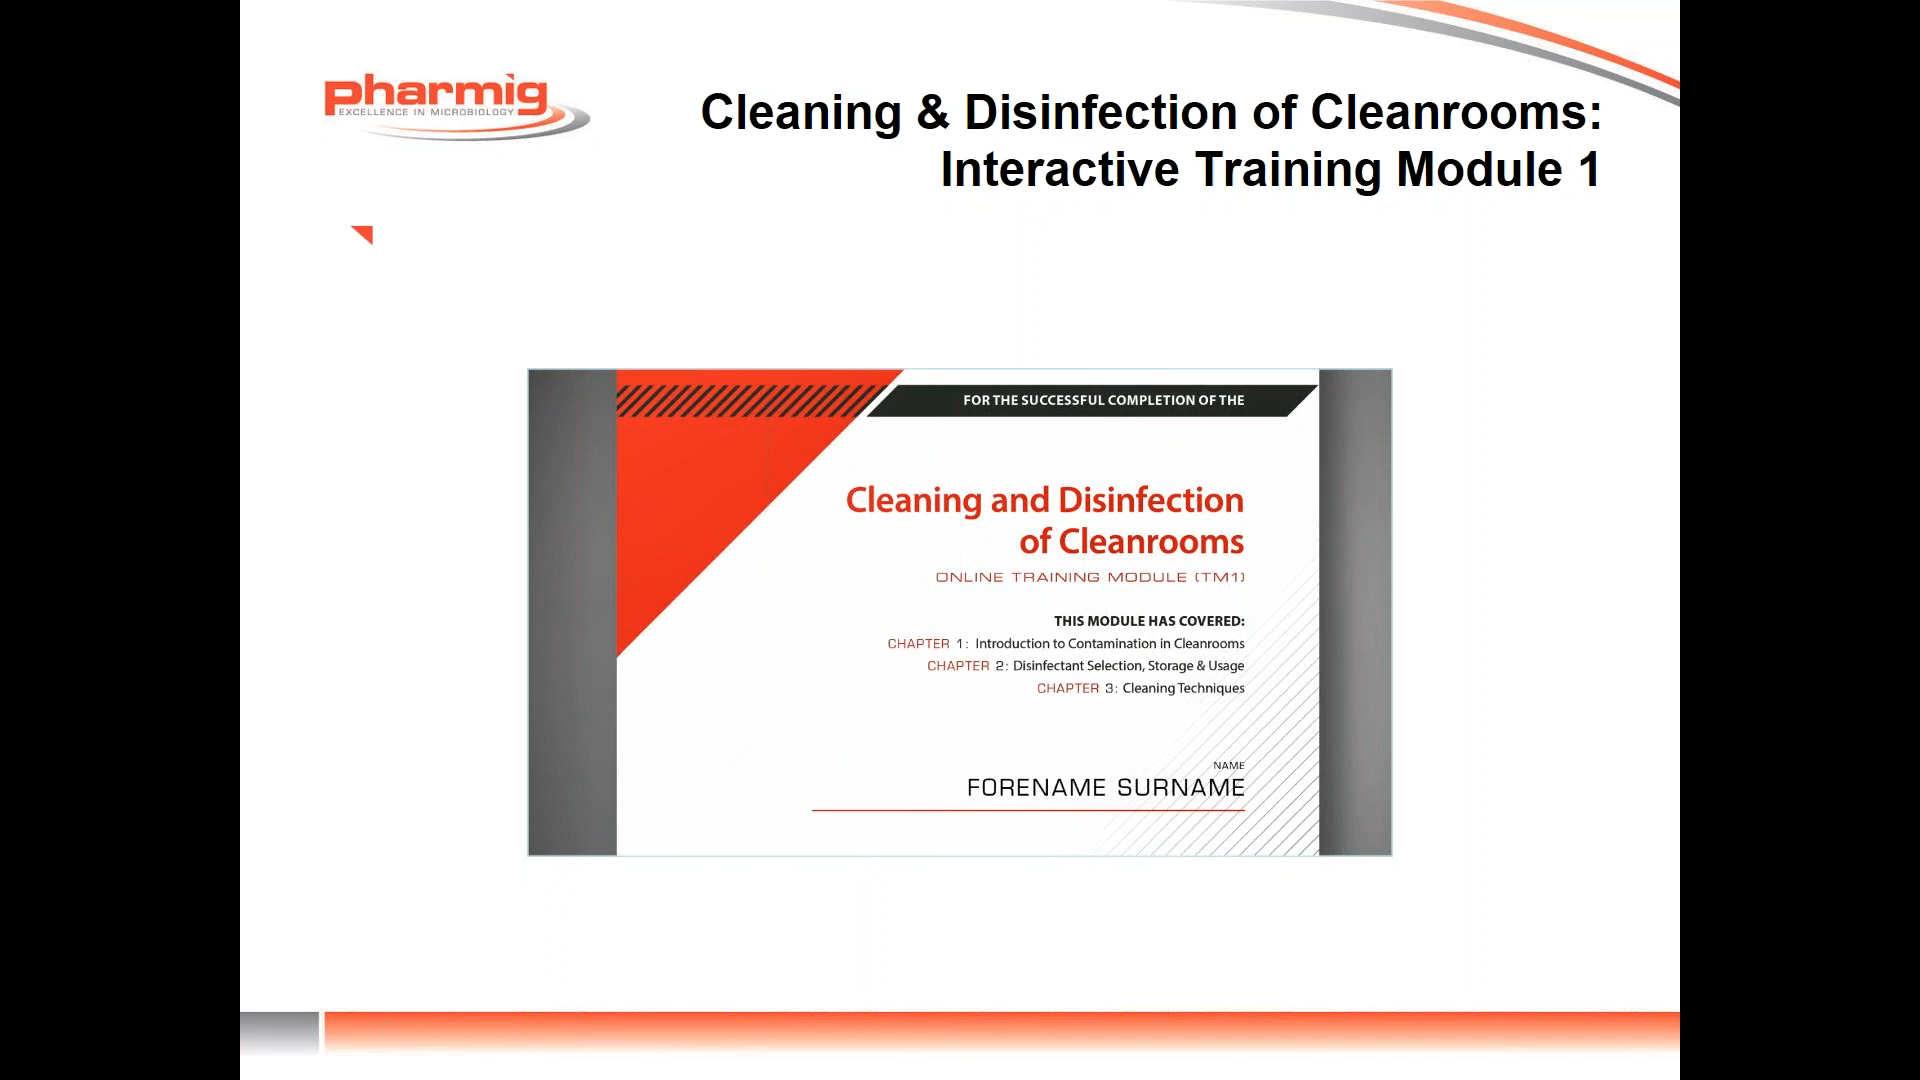 pharmig
EXCELLENCE IN MICROBIOLOGY
Cleaning & Disinfection of Cleanrooms:
Interactive Training Module 1
FOR THE SUCCESSFUL COMPLETION OF THE
Cleaning and Disinfection
of Cleanrooms
ONLINE TRAINING MODULE (TM1)
THIS MODULE HAS COVERED:
CHAPTER 1: Introduction to Contamination in Cleanrooms
CHAPTER 2: Disinfectant Selection, Storage & Usage
CHAPTER 3: Cleaning Techniques
NAME
FORENAME SURNAME